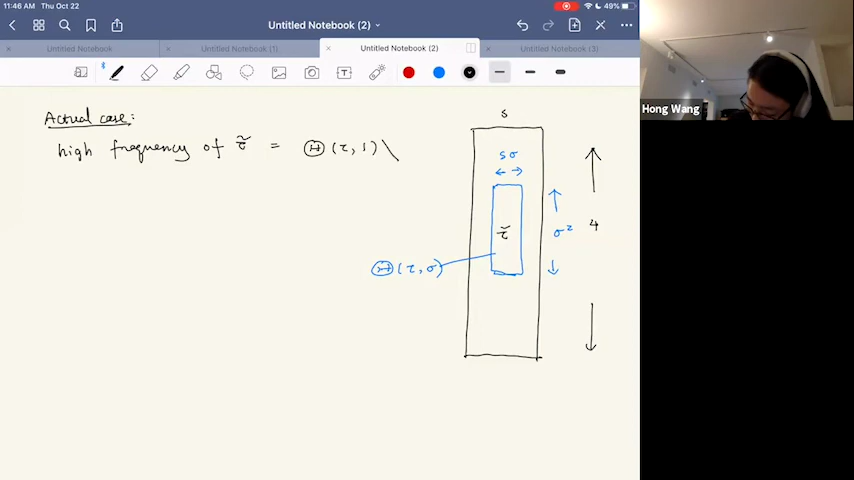 11:46 AM Thu Oct 22
49%
Untitled Notebook (2)
Untitled Notebook
Untitled Notebook (1)
Untitled Notebook (2)
Untitled Notebook (3)
Hong Wang
Actual case:
high frequency of τ̃ = Ⓗ(τ, 1) \
s
sσ
τ̃
σ²
4
Ⓗ(τ, σ)